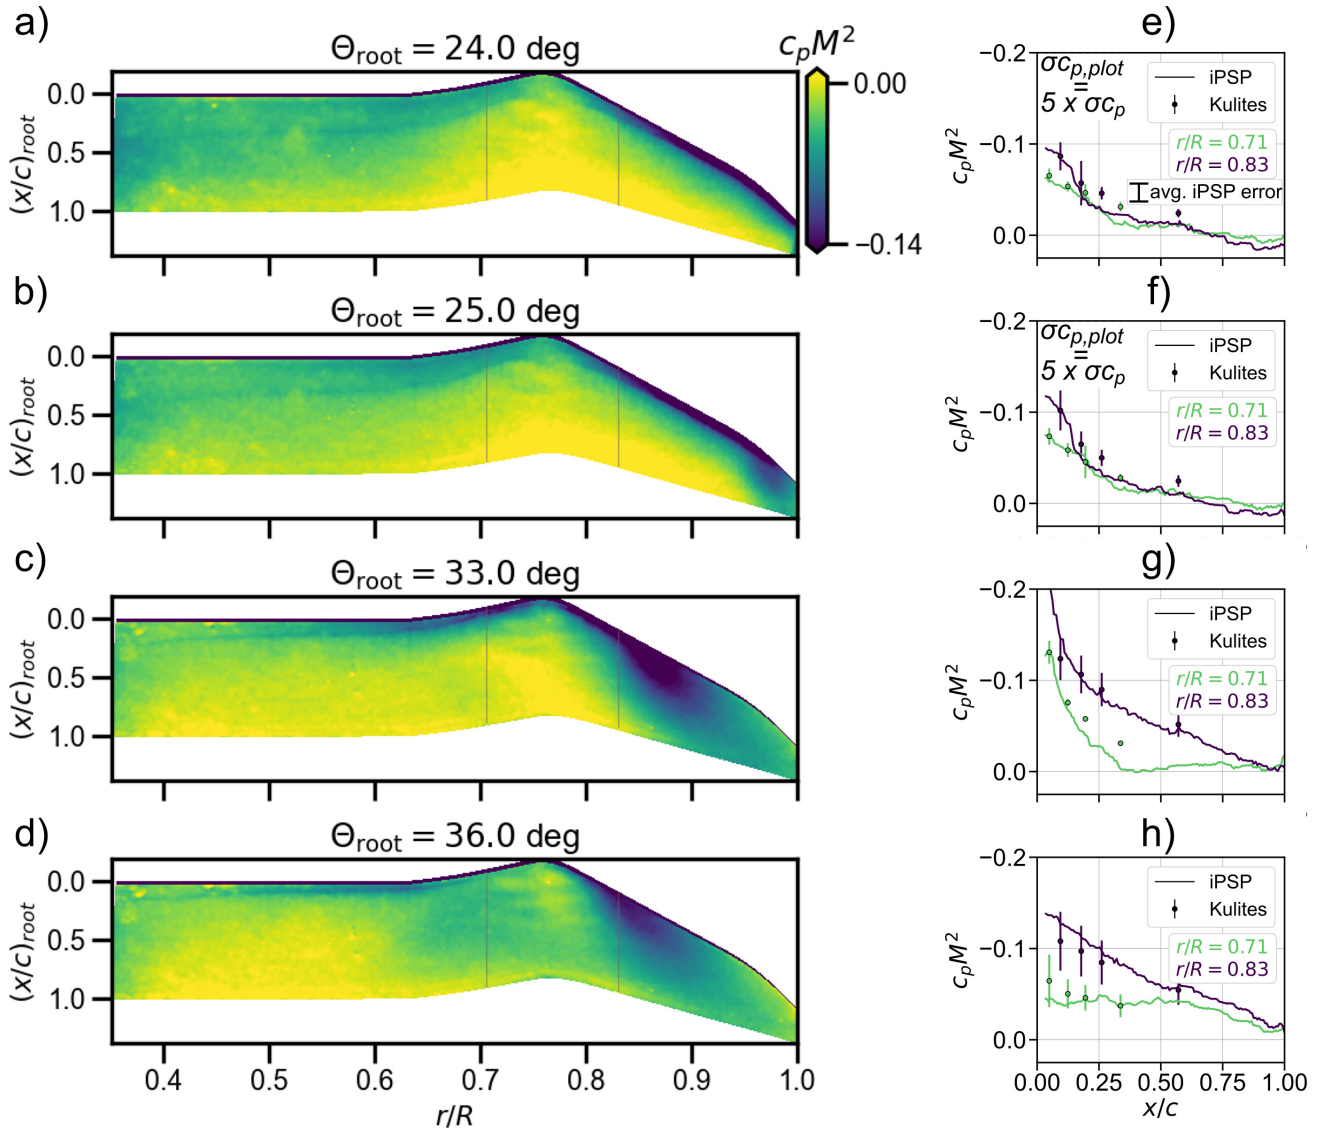 a)
Θroot = 24.0 deg
cpM²
0.00
−0.14
(x/c)root
0.0
0.5
1.0
b)
Θroot = 25.0 deg
(x/c)root
0.0
0.5
1.0
c)
Θroot = 33.0 deg
(x/c)root
0.0
0.5
1.0
d)
Θroot = 36.0 deg
(x/c)root
0.0
0.5
1.0
0.4 0.5 0.6 0.7 0.8 0.9 1.0
r/R
e)
−0.2
−0.1
0.0
cpM²
σcp,plot
=
5 x σcp
iPSP
Kulites
r/R = 0.71
r/R = 0.83
avg. iPSP error
f)
−0.2
−0.1
0.0
cpM²
σcp,plot
=
5 x σcp
iPSP
Kulites
r/R = 0.71
r/R = 0.83
g)
−0.2
−0.1
0.0
cpM²
iPSP
Kulites
r/R = 0.71
r/R = 0.83
h)
−0.2
−0.1
0.0
cpM²
iPSP
Kulites
r/R = 0.71
r/R = 0.83
0.00 0.25 0.50 0.75 1.00
x/c